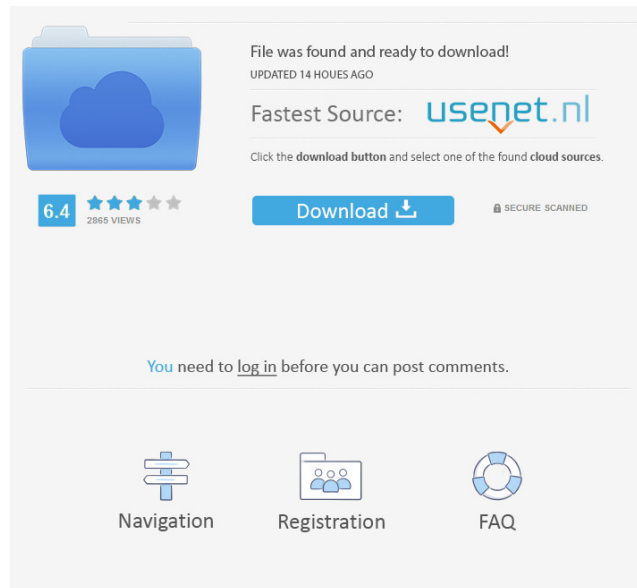 File was found and ready to download!
UPDATED 14 HOUES AGO
Fastest Source: usenet.nl
Click the download button and select one of the found cloud sources.
6.4
2865 VIEWS
Download
SECURE SCANNED
You need to log in before you can post comments.
Navigation
Registration
FAQ